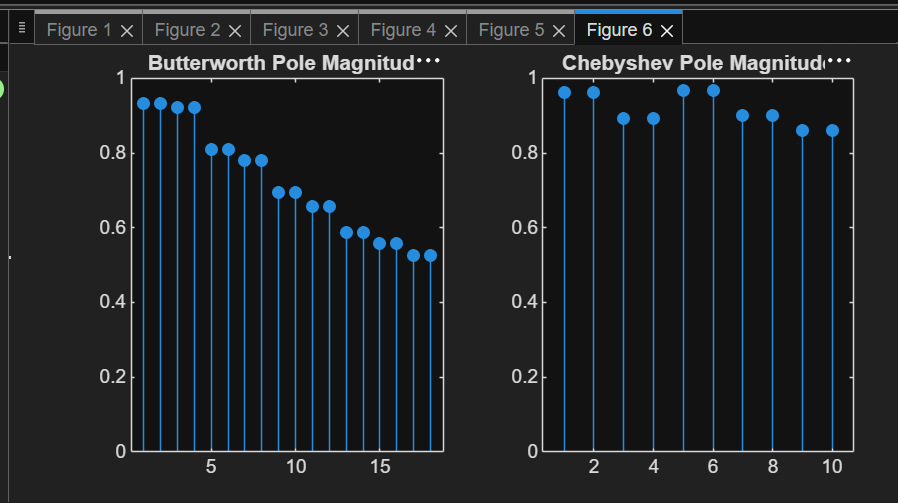 Figure 1
Figure 2
Figure 3
Figure 4
Figure 5
Figure 6
Butterworth Pole Magnitud···
1
0.8
0.6
0.4
0.2
0
5
10
15
Chebyshev Pole Magnitud···
1
0.8
0.6
0.4
0.2
0
2
4
6
8
10